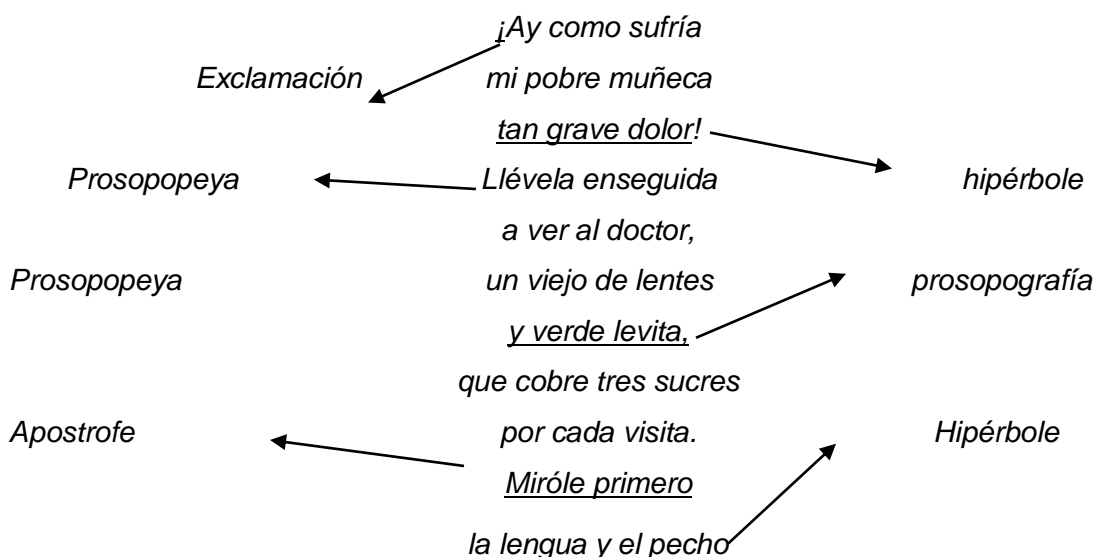 ¡Ay como sufría
Exclamación mi pobre muñeca
tan grave dolor!
Prosopopeya Llévela enseguida hipérbole
a ver al doctor,
Prosopopeya un viejo de lentes prosopografía
y verde levita,
que cobre tres sucres
Apostrofe por cada visita. Hipérbole
Miróle primero
la lengua y el pecho